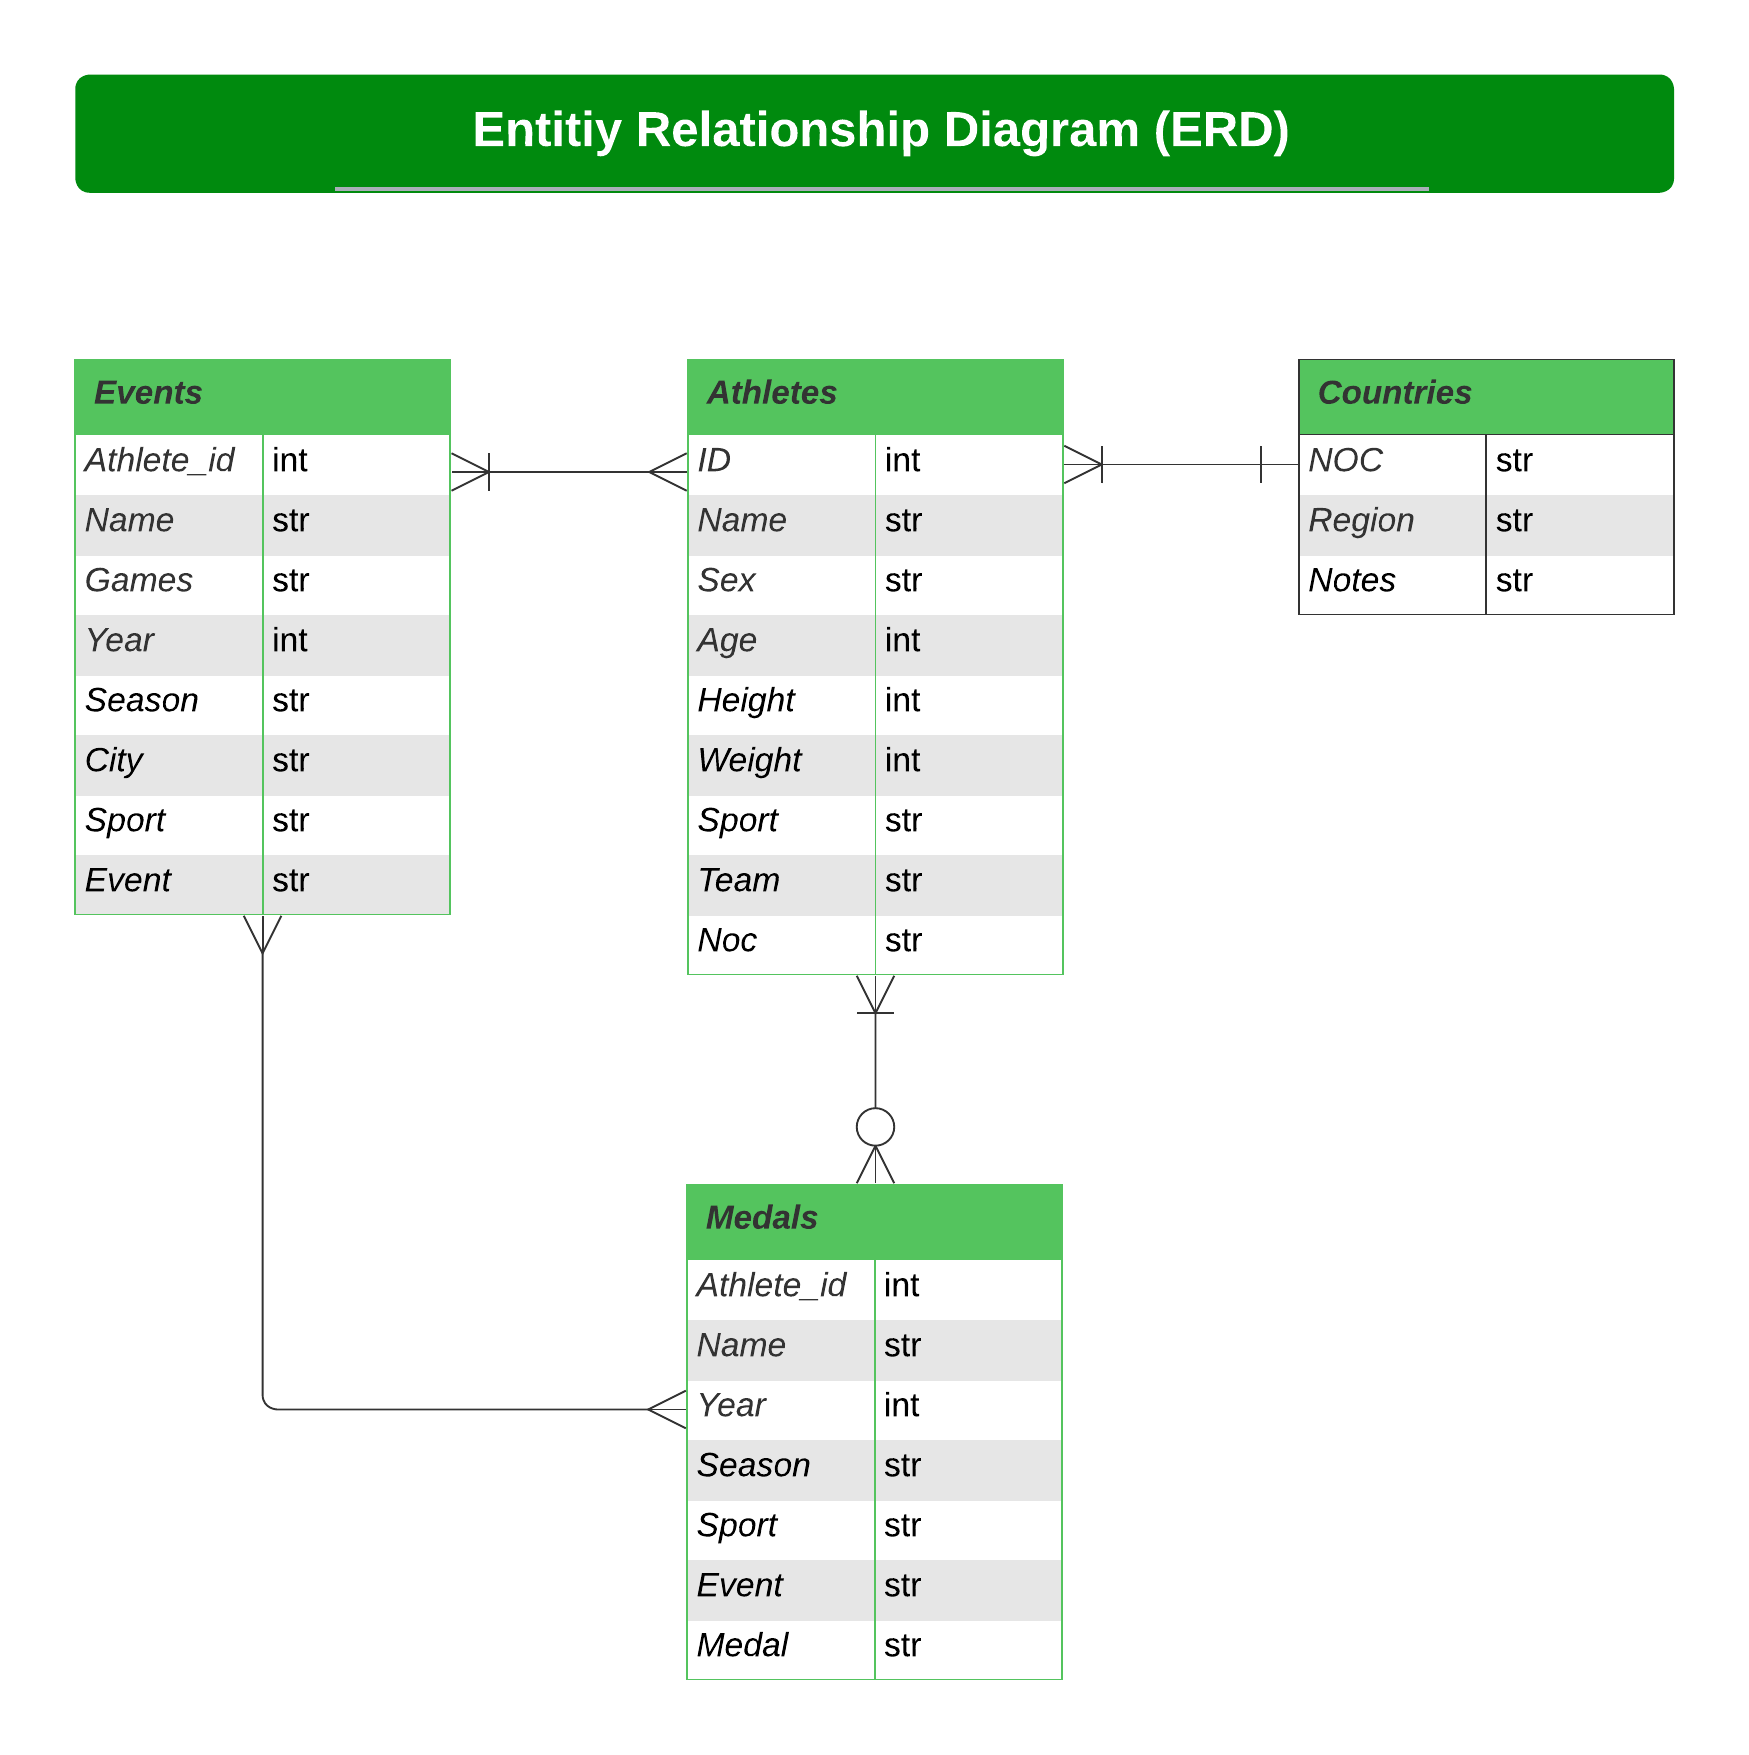 Entitiy Relationship Diagram (ERD)
Events
Athlete_id int
Name str
Games str
Year int
Season str
City str
Sport str
Event str
Athletes
ID int
Name str
Sex str
Age int
Height int
Weight int
Sport str
Team str
Noc str
Countries
NOC str
Region str
Notes str
Medals
Athlete_id int
Name str
Year int
Season str
Sport str
Event str
Medal str